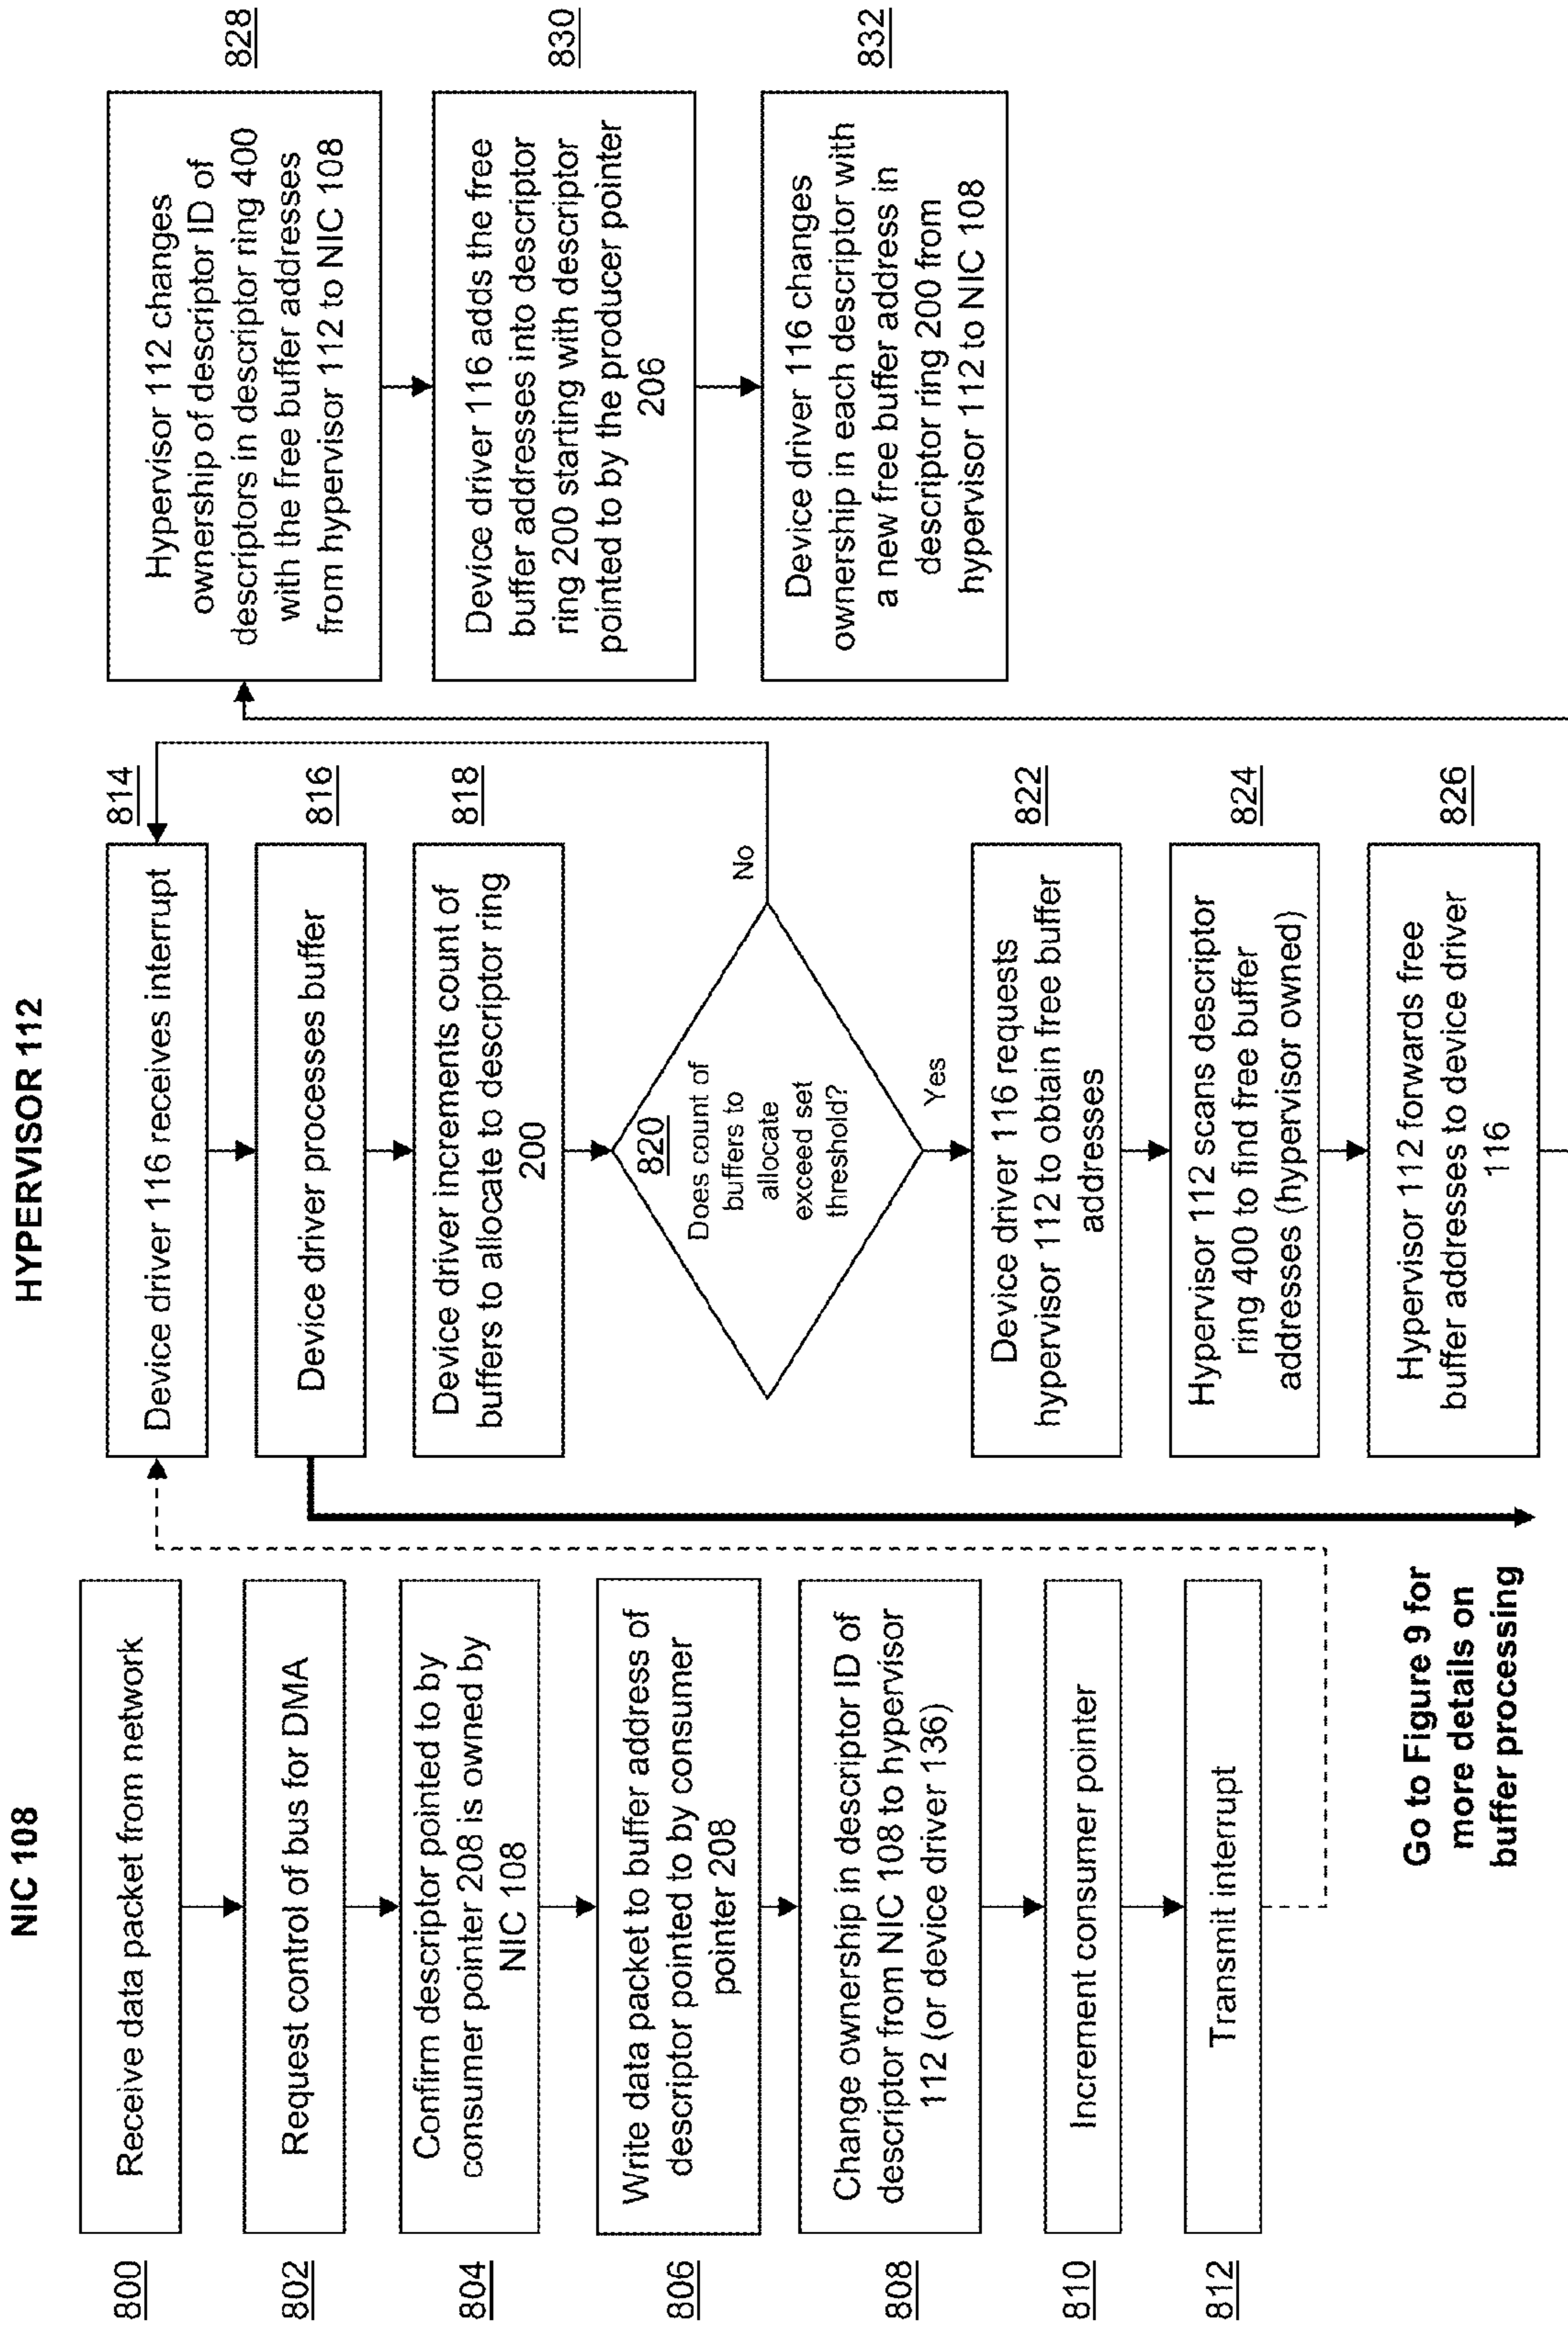 NIC 108
800
Receive data packet from network
802
Request control of bus for DMA
804
Confirm descriptor pointed to by
consumer pointer 208 is owned by
NIC 108
806
Write data packet to buffer address of
descriptor pointed to by consumer
pointer 208
808
Change ownership in descriptor ID of
descriptor from NIC 108 to hypervisor
112 (or device driver 136)
810
Increment consumer pointer
812
Transmit interrupt
Go to Figure 9 for
more details on
buffer processing
HYPERVISOR 112
814
Device driver 116 receives interrupt
816
Device driver processes buffer
818
Device driver increments count of
buffers to allocate to descriptor ring
200
820
Does count of
buffers to
allocate
exceed set
threshold?
No
Yes
822
Device driver 116 requests
hypervisor 112 to obtain free buffer
addresses
824
Hypervisor 112 scans descriptor
ring 400 to find free buffer
addresses (hypervisor owned)
826
Hypervisor 112 forwards free
buffer addresses to device driver
116
828
Hypervisor 112 changes
ownership of descriptor ID of
descriptors in descriptor ring 400
with the free buffer addresses
from hypervisor 112 to NIC 108
830
Device driver 116 adds the free
buffer addresses into descriptor
ring 200 starting with descriptor
pointed to by the producer pointer
206
832
Device driver 116 changes
ownership in each descriptor with
a new free buffer address in
descriptor ring 200 from
hypervisor 112 to NIC 108